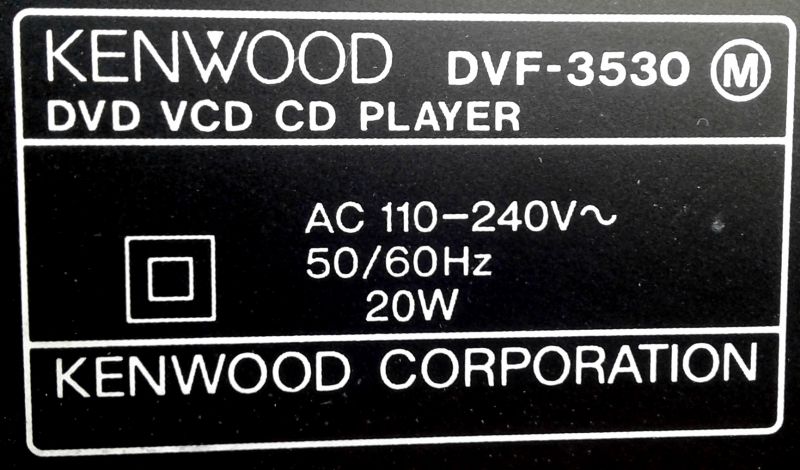 KENWOOD DVF-3530 Ⓜ
DVD VCD CD PLAYER
AC 110-240V~
50/60Hz
20W
KENWOOD CORPORATION